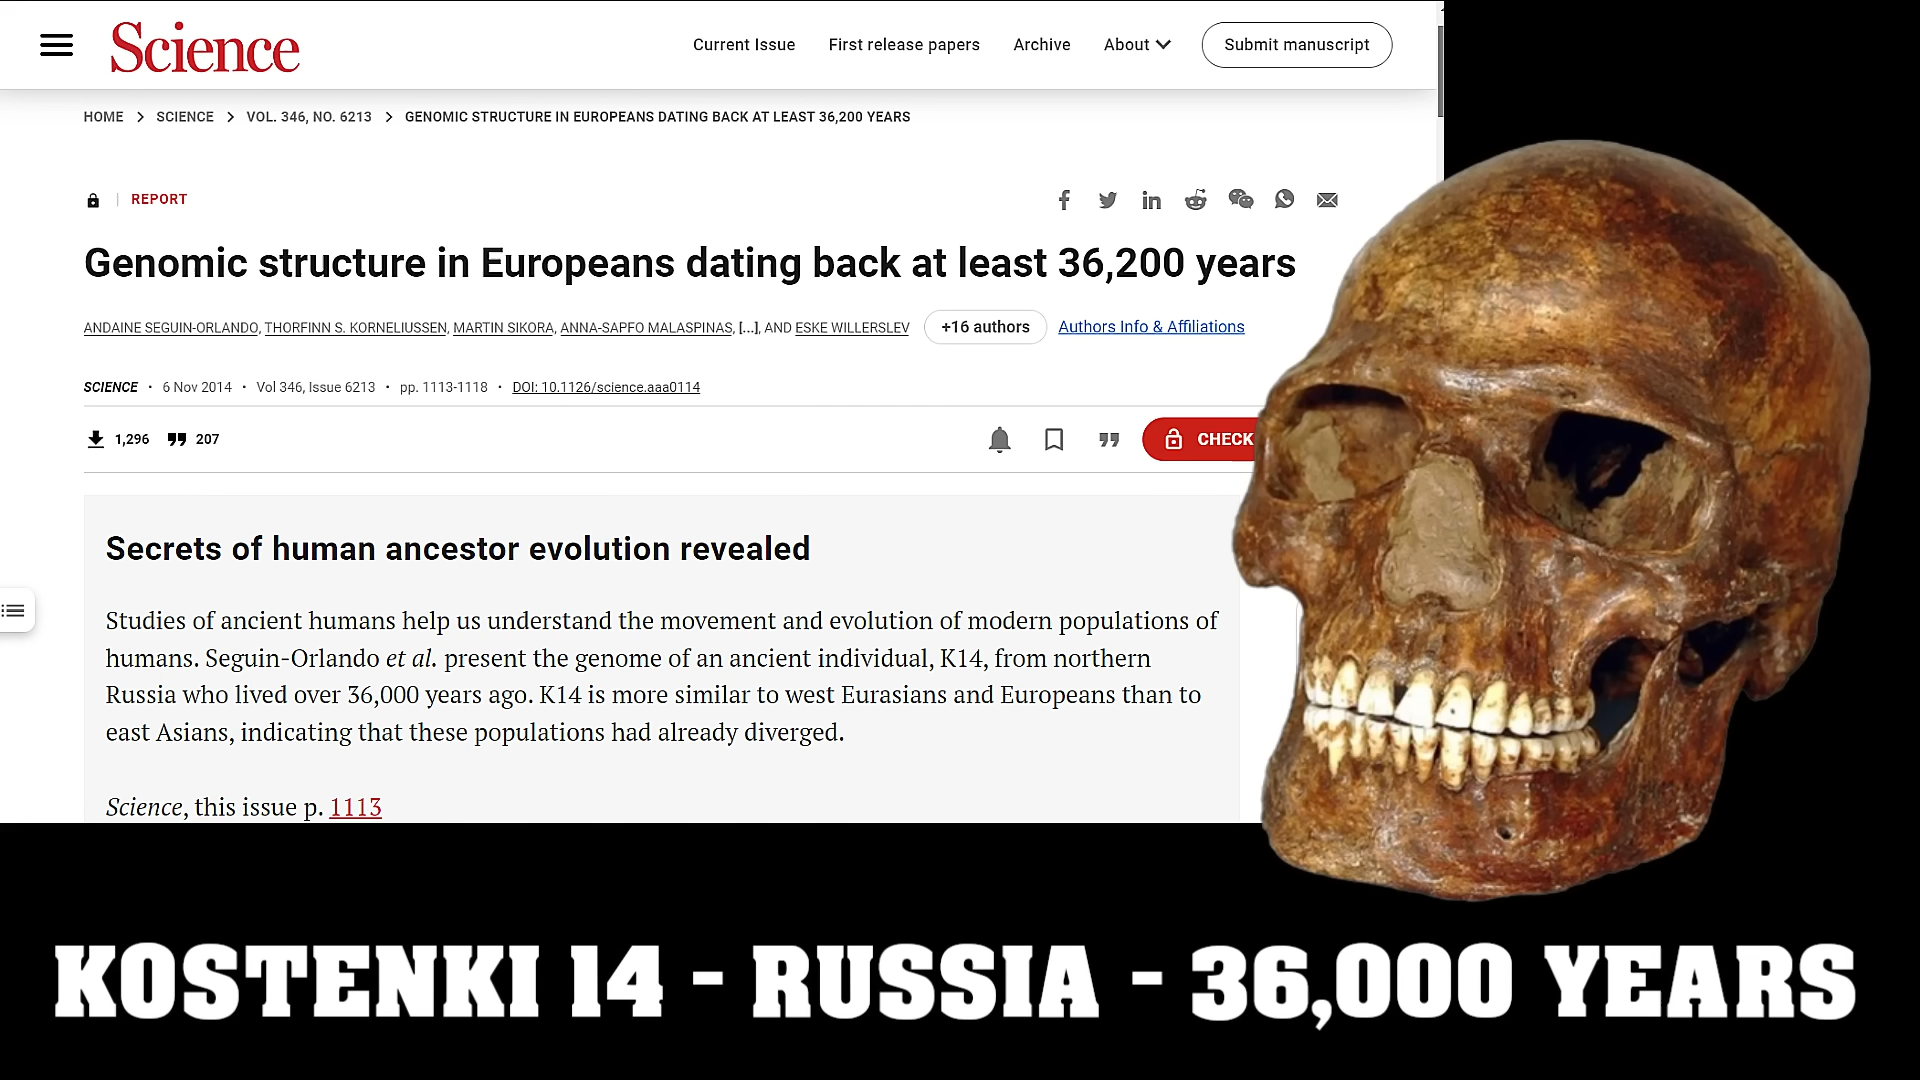 Science
Current Issue First release papers Archive About Submit manuscript
HOME > SCIENCE > VOL. 346, NO. 6213 > GENOMIC STRUCTURE IN EUROPEANS DATING BACK AT LEAST 36,200 YEARS
REPORT
Genomic structure in Europeans dating back at least 36,200 years
ANDAINE SEGUIN-ORLANDO, THORFINN S. KORNELIUSSEN, MARTIN SIKORA, ANNA-SAPFO MALASPINAS, [...], AND ESKE WILLERSLEV +16 authors Authors Info & Affiliations
SCIENCE • 6 Nov 2014 • Vol 346, Issue 6213 • pp. 1113-1118 • DOI: 10.1126/science.aaa0114
1,296 207
CHECK
Secrets of human ancestor evolution revealed
Studies of ancient humans help us understand the movement and evolution of modern populations of
humans. Seguin-Orlando et al. present the genome of an ancient individual, K14, from northern
Russia who lived over 36,000 years ago. K14 is more similar to west Eurasians and Europeans than to
east Asians, indicating that these populations had already diverged.
Science, this issue p. 1113
KOSTENKI 14 - RUSSIA - 36,000 YEARS